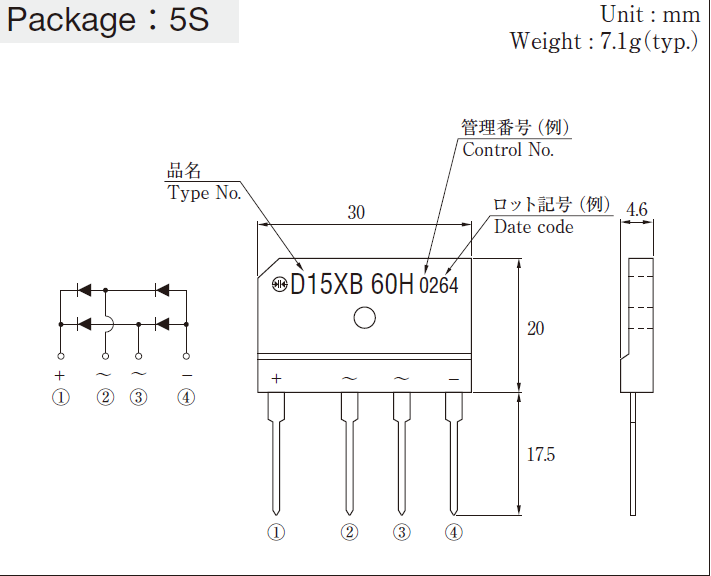 Package：5S
Unit : mm
Weight : 7.1g(typ.)
管理番号 (例)
Control No.
品名
Type No.
ロット記号 (例)
Date code
30
4.6
D15XB 60H 0264
20
+ ～ ～ −
① ② ③ ④
+ ～ ～ −
17.5
① ② ③ ④